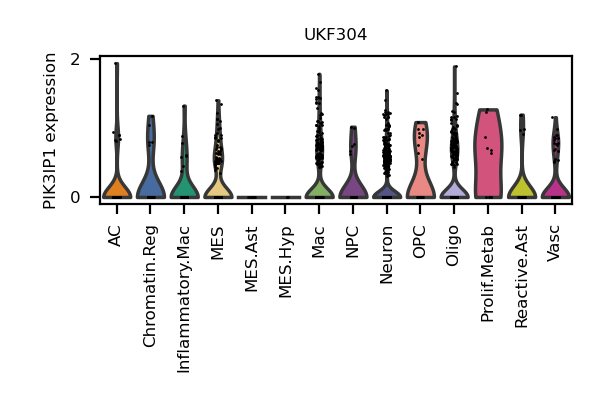 UKF304
PIK3IP1 expression
2
0
AC
Chromatin.Reg
Inflammatory.Mac
MES
MES.Ast
MES.Hyp
Mac
NPC
Neuron
OPC
Oligo
Prolif.Metab
Reactive.Ast
Vasc